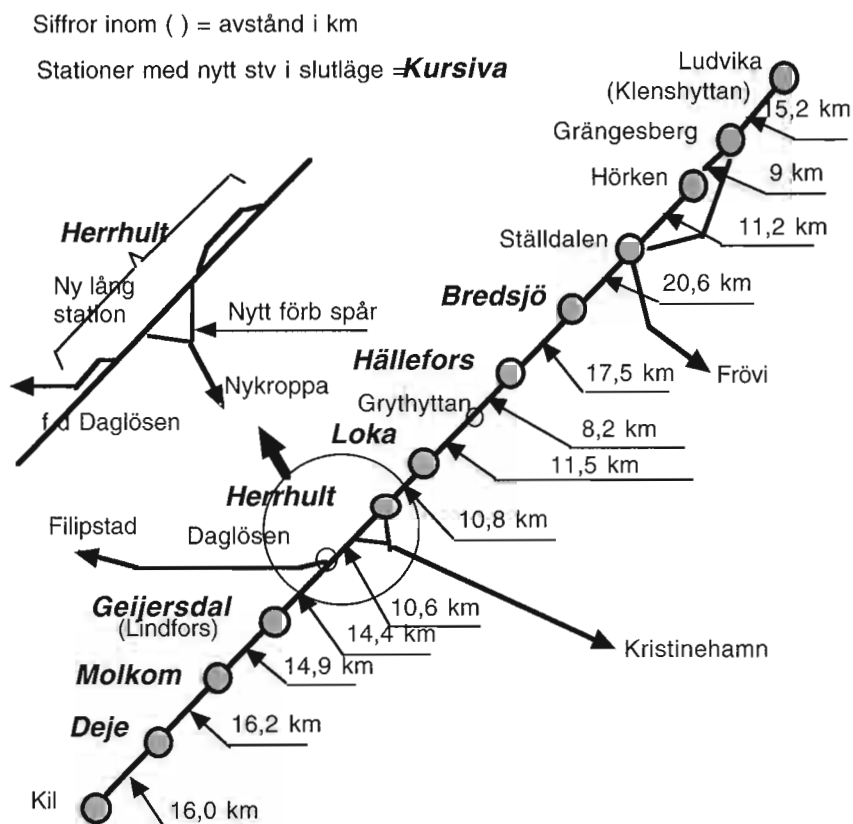 Siffror inom ( ) = avstånd i km
Stationer med nytt stv i slutläge =Kursiva
Ludvika
(Klenshyttan)
15,2 km
Grängesberg
9 km
Hörken
11,2 km
Ställdalen
20,6 km
Bredsjö
17,5 km
Frövi
Hällefors
Grythyttan
8,2 km
11,5 km
Loka
10,8 km
Herrhult
Ny lång
station
Nytt förb spår
Nykroppa
f d Daglösen
Herrhult
Filipstad
Daglösen
10,6 km
Geijersdal
(Lindfors)
14,4 km
Kristinehamn
14,9 km
Molkom
16,2 km
Deje
Kil
16,0 km